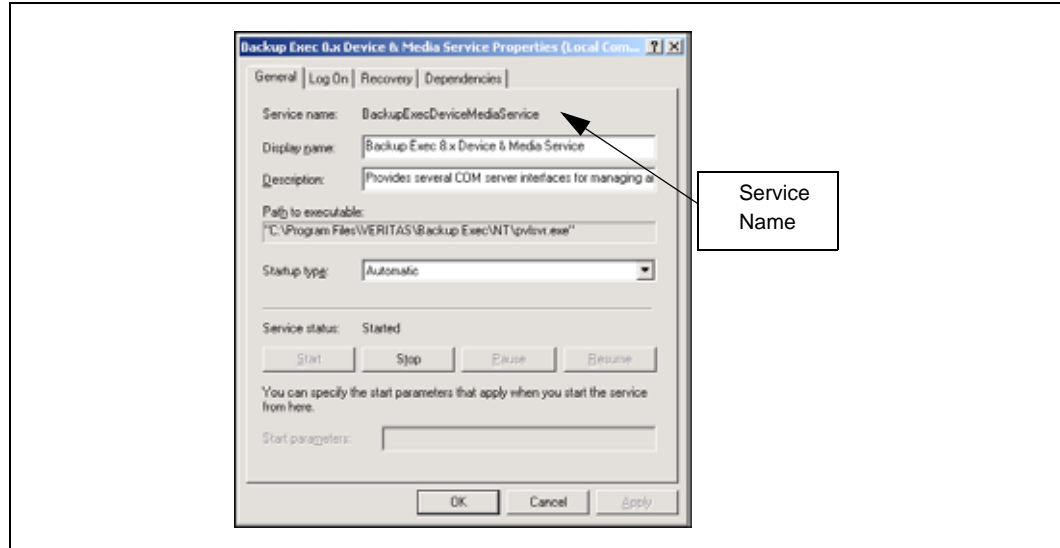 Backup Exec 8.x Device & Media Service Properties (Local Com...
General Log On Recovery Dependencies
Service name: BackupExecDeviceMediaService
Display name: Backup Exec 8.x Device & Media Service
Description: Provides several COM server interfaces for managing a
Service
Name
Path to executable:
"C:\Program Files\VERITAS\Backup Exec\NT\pvlsvr.exe"
Startup type: Automatic
Service status: Started
Start Stop Pause Resume
You can specify the start parameters that apply when you start the service
from here.
Start parameters:
OK Cancel Apply